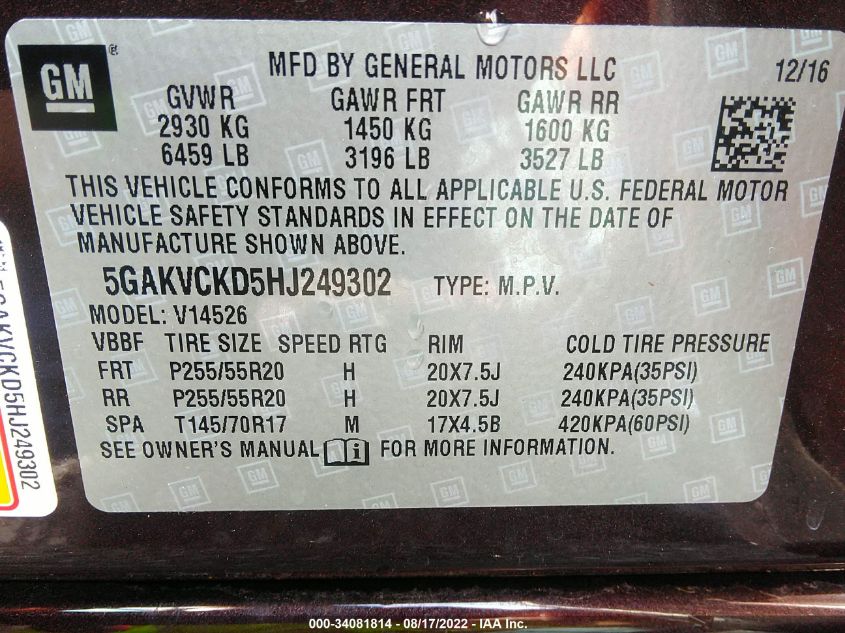 GM ®
MFD BY GENERAL MOTORS LLC 12/16
GVWR GAWR FRT GAWR RR
2930 KG 1450 KG 1600 KG
6459 LB 3196 LB 3527 LB
THIS VEHICLE CONFORMS TO ALL APPLICABLE U.S. FEDERAL MOTOR
VEHICLE SAFETY STANDARDS IN EFFECT ON THE DATE OF
MANUFACTURE SHOWN ABOVE.
5GAKVCKD5HJ249302 TYPE: M.P.V.
MODEL: V14526
VBBF TIRE SIZE SPEED RTG RIM COLD TIRE PRESSURE
FRT P255/55R20 H 20X7.5J 240KPA(35PSI)
RR P255/55R20 H 20X7.5J 240KPA(35PSI)
SPA T145/70R17 M 17X4.5B 420KPA(60PSI)
SEE OWNER'S MANUAL i FOR MORE INFORMATION.
5GAKVCKD5HJ249302
000-34081814 - 08/17/2022 - IAA Inc.